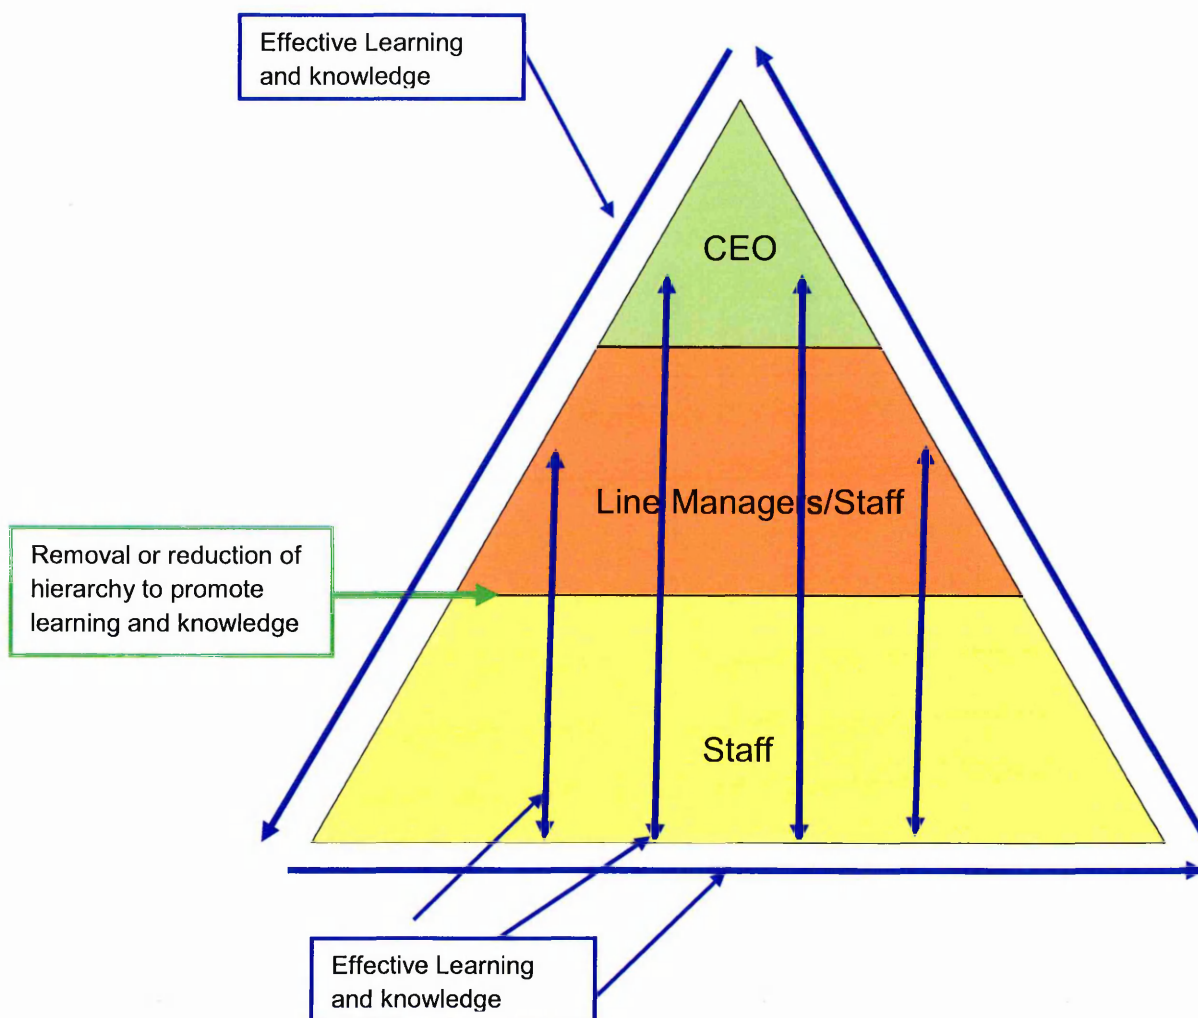 Effective Learning
and knowledge
CEO
Line Managers/Staff
Removal or reduction of
hierarchy to promote
learning and knowledge
Staff
Effective Learning
and knowledge